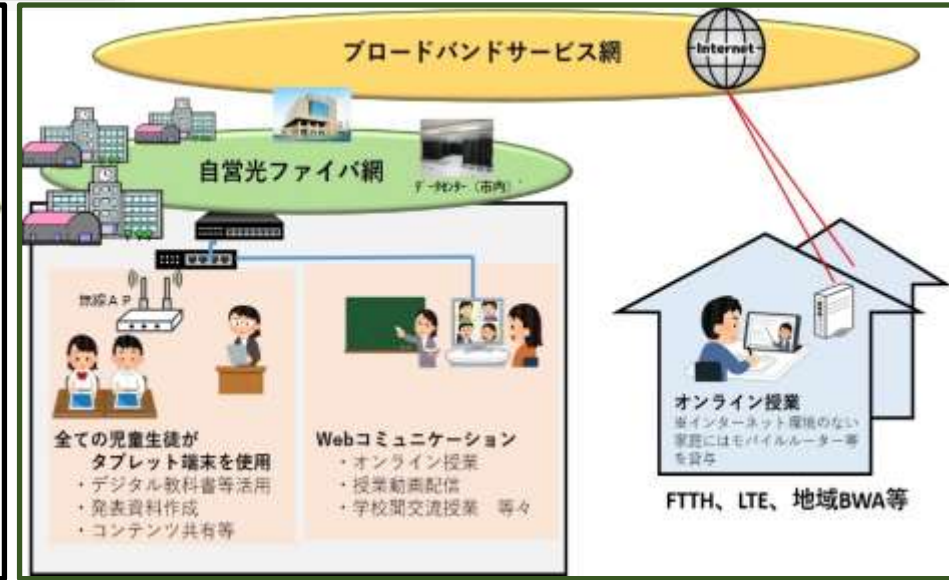 ブロードバンドサービス網
Internet
自営光ファイバ網
データセンター（市内）
無線ＡＰ
全ての児童生徒が
タブレット端末を使用
・デジタル教科書等活用
・発表資料作成
・コンテンツ共有等
Webコミュニケーション
・オンライン授業
・授業動画配信
・学校間交流授業　等々
オンライン授業
※インターネット環境のない
家庭にはモバイルルーター等
を貸与
FTTH、LTE、地域BWA等